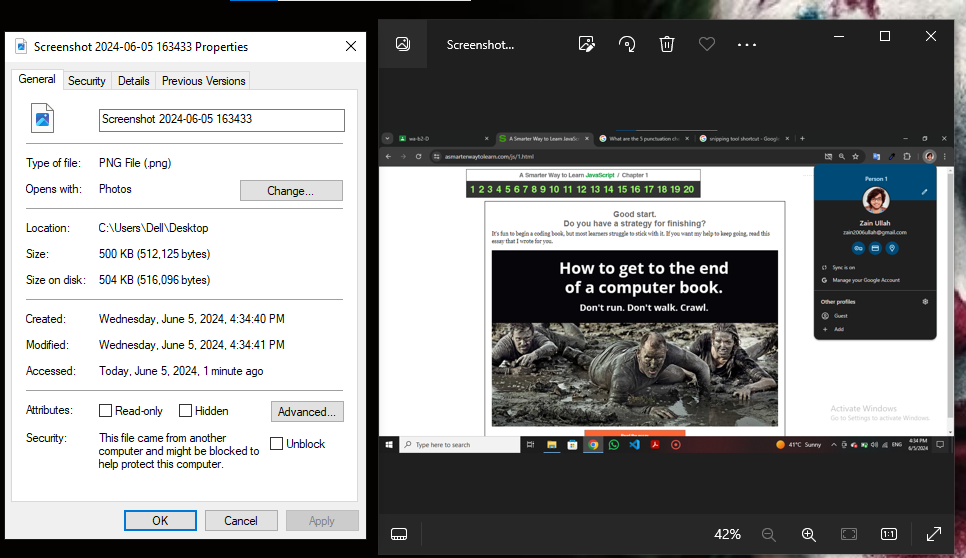 Screenshot 2024-06-05 163433 Properties
General
Security
Details
Previous Versions
Screenshot 2024-06-05 163433
Type of file: PNG File (.png)
Opens with: Photos
Change...
Location: C:\Users\Dell\Desktop
Size: 500 KB (512,125 bytes)
Size on disk: 504 KB (516,096 bytes)
Created: Wednesday, June 5, 2024, 4:34:40 PM
Modified: Wednesday, June 5, 2024, 4:34:41 PM
Accessed: Today, June 5, 2024, 1 minute ago
Attributes: Read-only Hidden Advanced...
Security: This file came from another
computer and might be blocked to
help protect this computer.
Unblock
OK Cancel Apply
Screenshot...
wa-b2-D
A Smarter Way to Learn JavaSc
What are the 5 punctuation ch
snipping tool shortcut - Google
asmarterwaytolearn.com/js/1.html
A Smarter Way to Learn JavaScript / Chapter 1
1 2 3 4 5 6 7 8 9 10 11 12 13 14 15 16 17 18 19 20
Good start.
Do you have a strategy for finishing?
It's fun to begin a coding book, but most learners struggle to stick with it. If you want my help to keep going, read this
essay that I wrote for you.
How to get to the end
of a computer book.
Don't run. Don't walk. Crawl.
Person 1
Zain Ullah
zain2006ullah@gmail.com
Sync is on
Manage your Google Account
Other profiles
Guest
Add
Activate Windows
Go to Settings to activate Windows.
Type here to search
41°C Sunny
ENG
4:34 PM
6/5/2024
42%
1:1